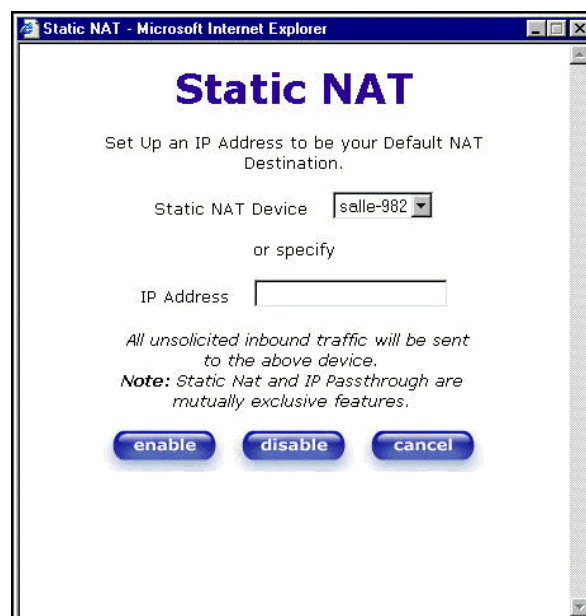 Static NAT - Microsoft Internet Explorer
Static NAT
Set Up an IP Address to be your Default NAT
Destination.
Static NAT Device salle-982
or specify
IP Address
All unsolicited inbound traffic will be sent
to the above device.
Note: Static Nat and IP Passthrough are
mutually exclusive features.
enable disable cancel